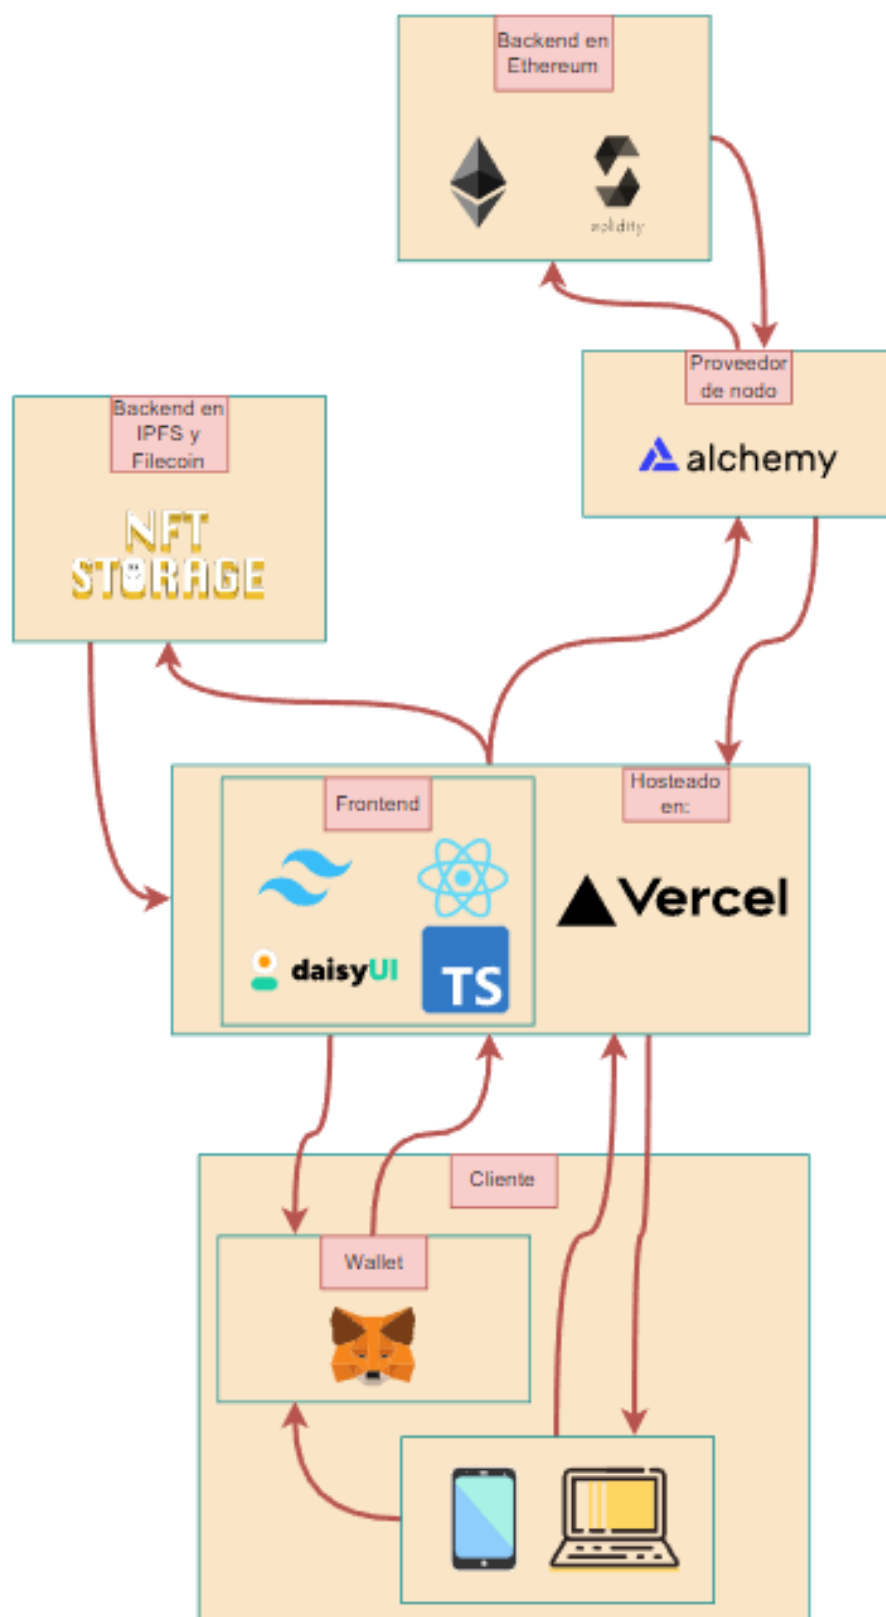 Backend en
Ethereum
solidity
Proveedor
de nodo
alchemy
Backend en
IPFS y
Filecoin
NFT
STORAGE
Frontend
Hosteado
en:
Vercel
daisyUI
TS
Cliente
Wallet